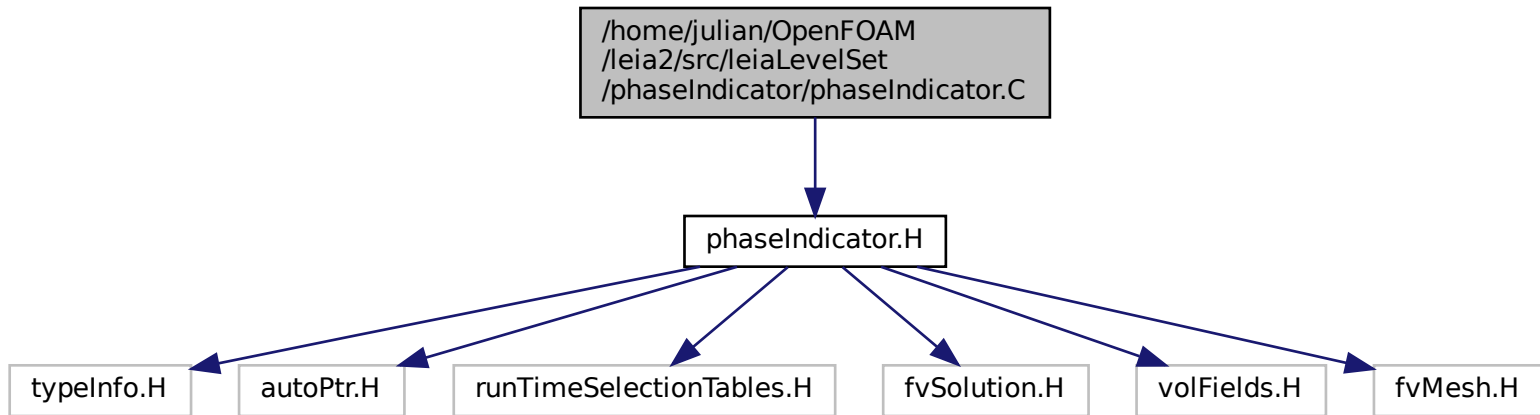 /home/julian/OpenFOAM
/leia2/src/leiaLevelSet
/phaseIndicator/phaseIndicator.C
phaseIndicator.H
typeInfo.H
autoPtr.H
runTimeSelectionTables.H
fvSolution.H
volFields.H
fvMesh.H